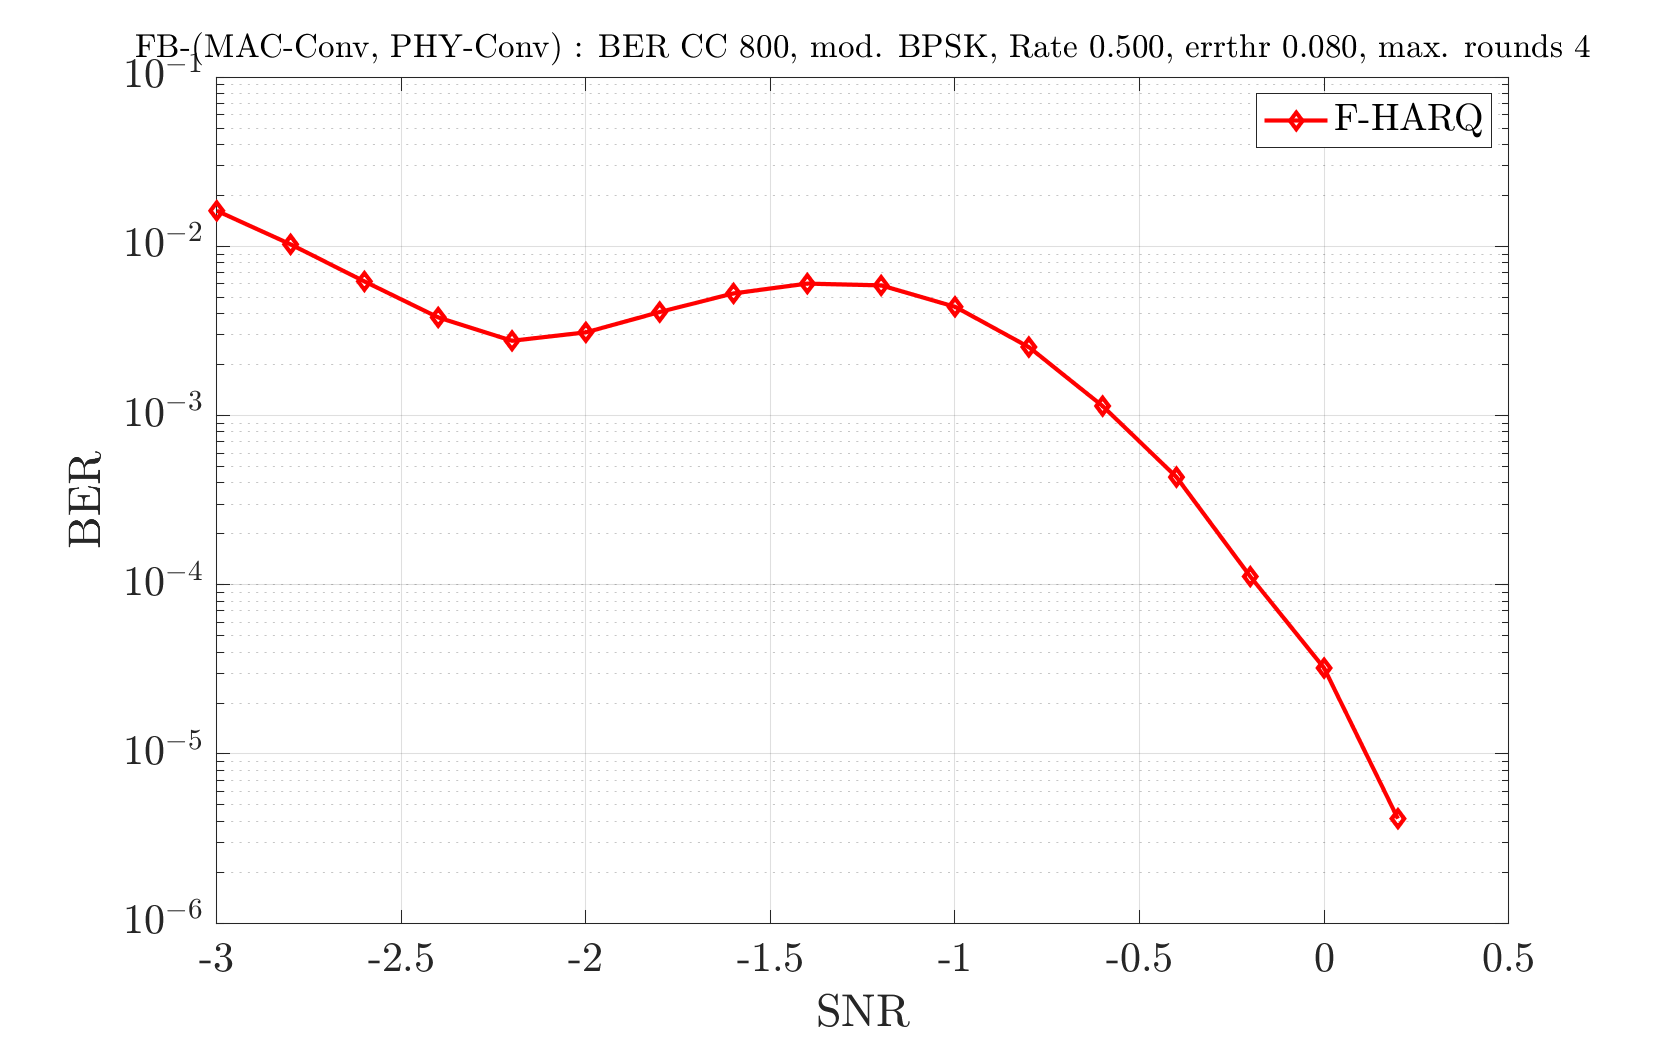 FB-(MAC-Conv, PHY-Conv) : BER CC 800, mod. BPSK, Rate 0.500, errthr 0.080, max. rounds 4
F-HARQ
10^{-1}
10^{-2}
10^{-3}
10^{-4}
10^{-5}
10^{-6}
BER
-3 -2.5 -2 -1.5 -1 -0.5 0 0.5
SNR